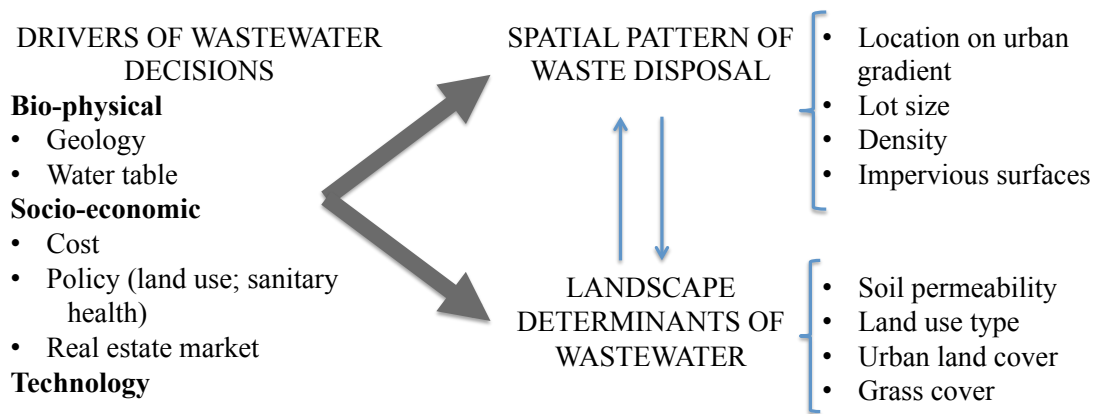 DRIVERS OF WASTEWATER
DECISIONS
Bio-physical
• Geology
• Water table
Socio-economic
• Cost
• Policy (land use; sanitary
health)
• Real estate market
Technology
SPATIAL PATTERN OF
WASTE DISPOSAL
• Location on urban
gradient
• Lot size
• Density
• Impervious surfaces
LANDSCAPE
DETERMINANTS OF
WASTEWATER
• Soil permeability
• Land use type
• Urban land cover
• Grass cover